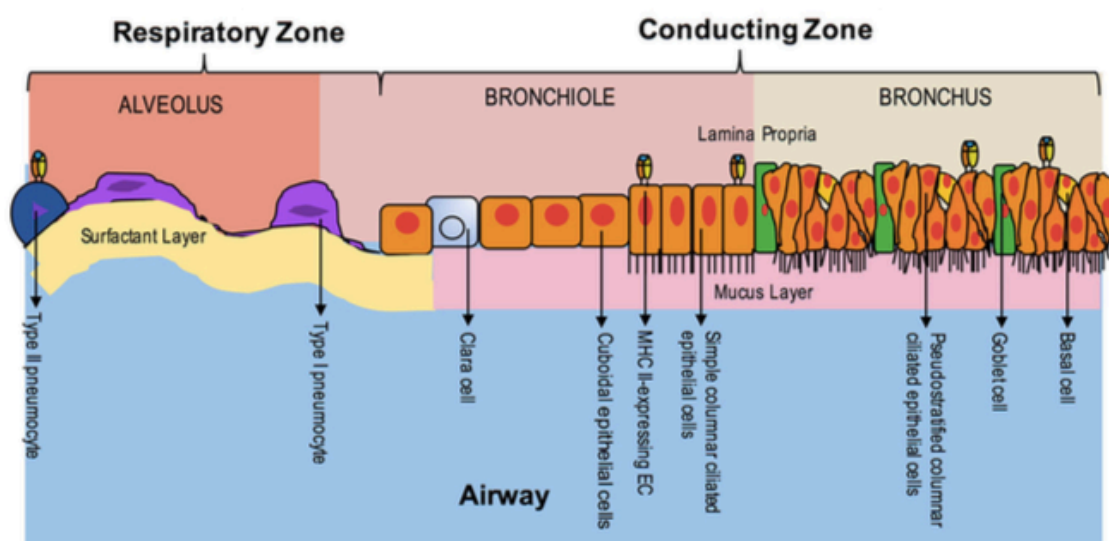 Respiratory Zone
Conducting Zone
ALVEOLUS
BRONCHIOLE
BRONCHUS
Lamina Propria
Surfactant Layer
Mucus Layer
Type II pneumocyte
Type I pneumocyte
Clara cell
Cuboidal epithelial cells
MHC II-expressing EC
Simple columnar ciliated
epithelial cells
Pseudostratified columnar
ciliated epithelial cells
Goblet cell
Basal cell
Airway